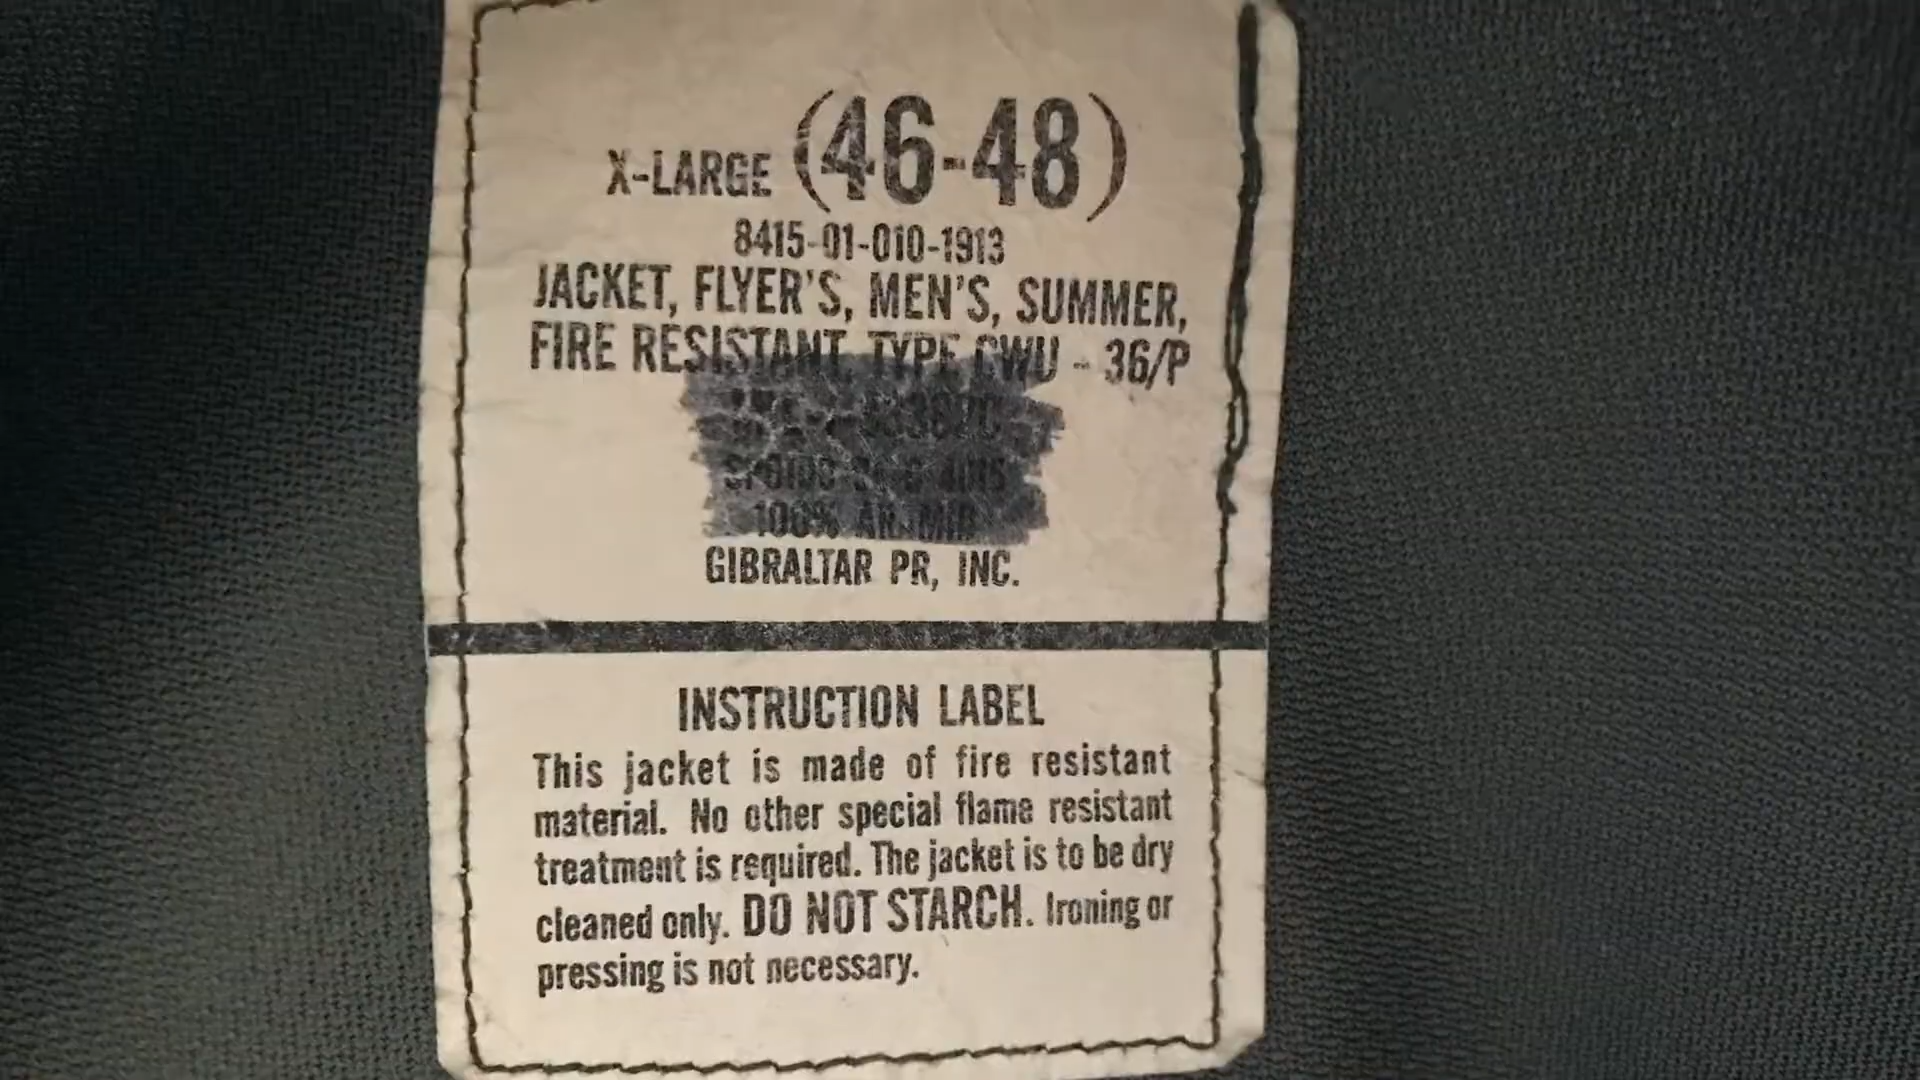 X-LARGE (46-48)
8415-01-010-1913
JACKET, FLYER'S, MEN'S, SUMMER,
FIRE RESISTANT, TYPE CWU - 36/P
100% ARAMID
GIBRALTAR PR, INC.
INSTRUCTION LABEL
This jacket is made of fire resistant
material. No other special flame resistant
treatment is required. The jacket is to be dry
cleaned only. DO NOT STARCH. Ironing or
pressing is not necessary.